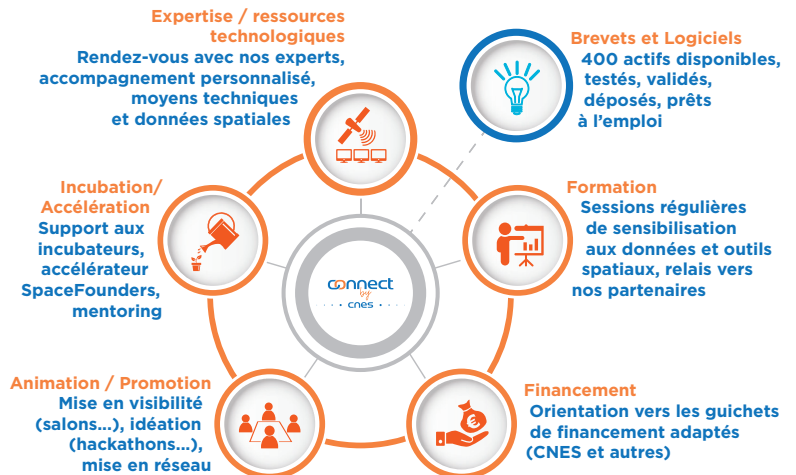 Expertise / ressources
technologiques
Rendez-vous avec nos experts,
accompagnement personnalisé,
moyens techniques
et données spatiales
Brevets et Logiciels
400 actifs disponibles,
testés, validés,
déposés, prêts
à l'emploi
Incubation/
Accélération
Support aux
incubateurs,
accélérateur
SpaceFounders,
mentoring
Formation
Sessions régulières
de sensibilisation
aux données et outils
spatiaux, relais vers
nos partenaires
connect
by
cnes
Animation / Promotion
Mise en visibilité
(salons...), idéation
(hackathons...),
mise en réseau
Financement
Orientation vers les guichets
de financement adaptés
(CNES et autres)
€